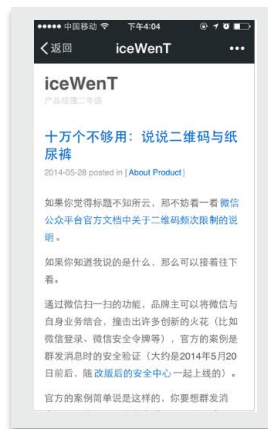 中国移动 下午4:04
返回 iceWenT
iceWenT
产品经理二年级
十万个不够用：说说二维码与纸
尿裤
2014-05-28 posted in [ About Product ]
如果你觉得标题不知所云，那不妨看一看微信
公众平台官方文档中关于二维码频次限制的说
明。
如果你知道我说的是什么，那么可以接着往下
看。
通过微信扫一扫的功能，品牌主可以将微信与
自身业务结合，撞击出许多创新的火花（比如
微信登录、微信安全令牌等），官方的案例是
群发消息时的安全验证（大约是2014年5月20
日前后，随改版后的安全中心一起上线的）。
官方的案例简单说是这样的，你要想群发消